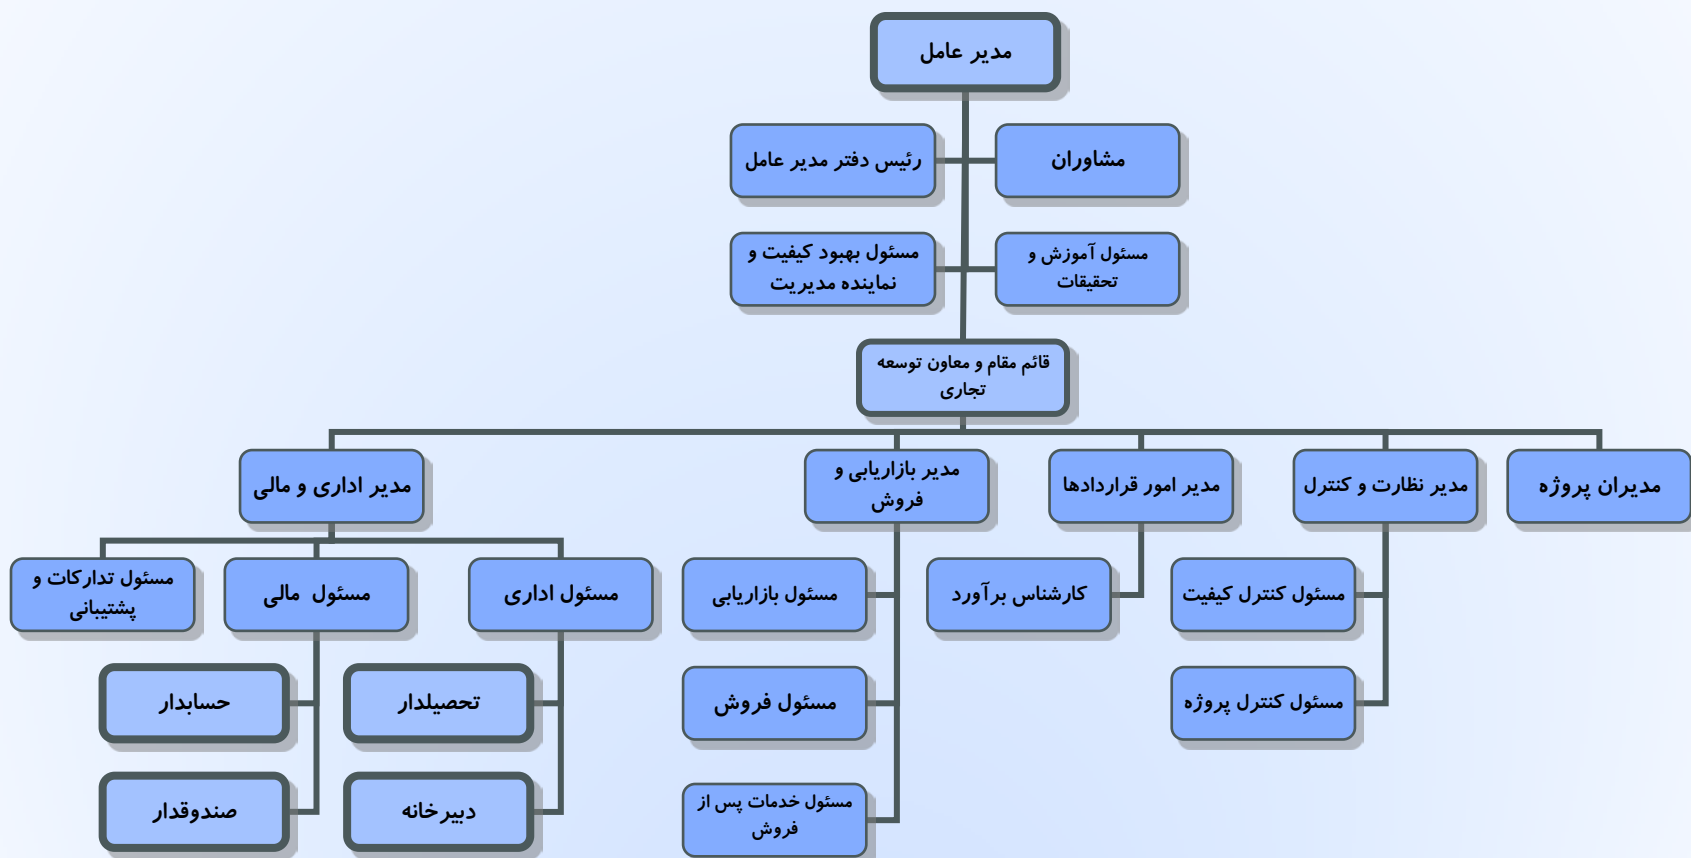 مدیر عامل
مشاوران
رئیس دفتر مدیر عامل
مسئول آموزش و
تحقیقات
مسئول بهبود کیفیت و
نماینده مدیریت
قائم مقام و معاون توسعه
تجاری
مدیران پروژه
مدیر نظارت و کنترل
مدیر امور قراردادها
مدیر بازاریابی و
فروش
مدیر اداری و مالی
مسئول کنترل کیفیت
کارشناس برآورد
مسئول بازاریابی
مسئول اداری
مسئول مالی
مسئول تدارکات و
پشتیبانی
مسئول کنترل پروژه
مسئول فروش
تحصیلدار
حسابدار
مسئول خدمات پس از
فروش
دبیرخانه
صندوقدار